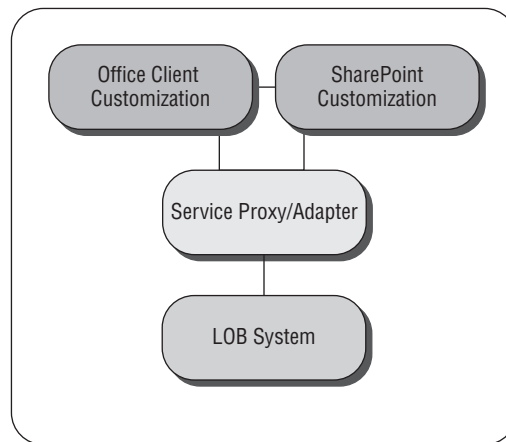 Office Client
Customization
SharePoint
Customization
Service Proxy/Adapter
LOB System